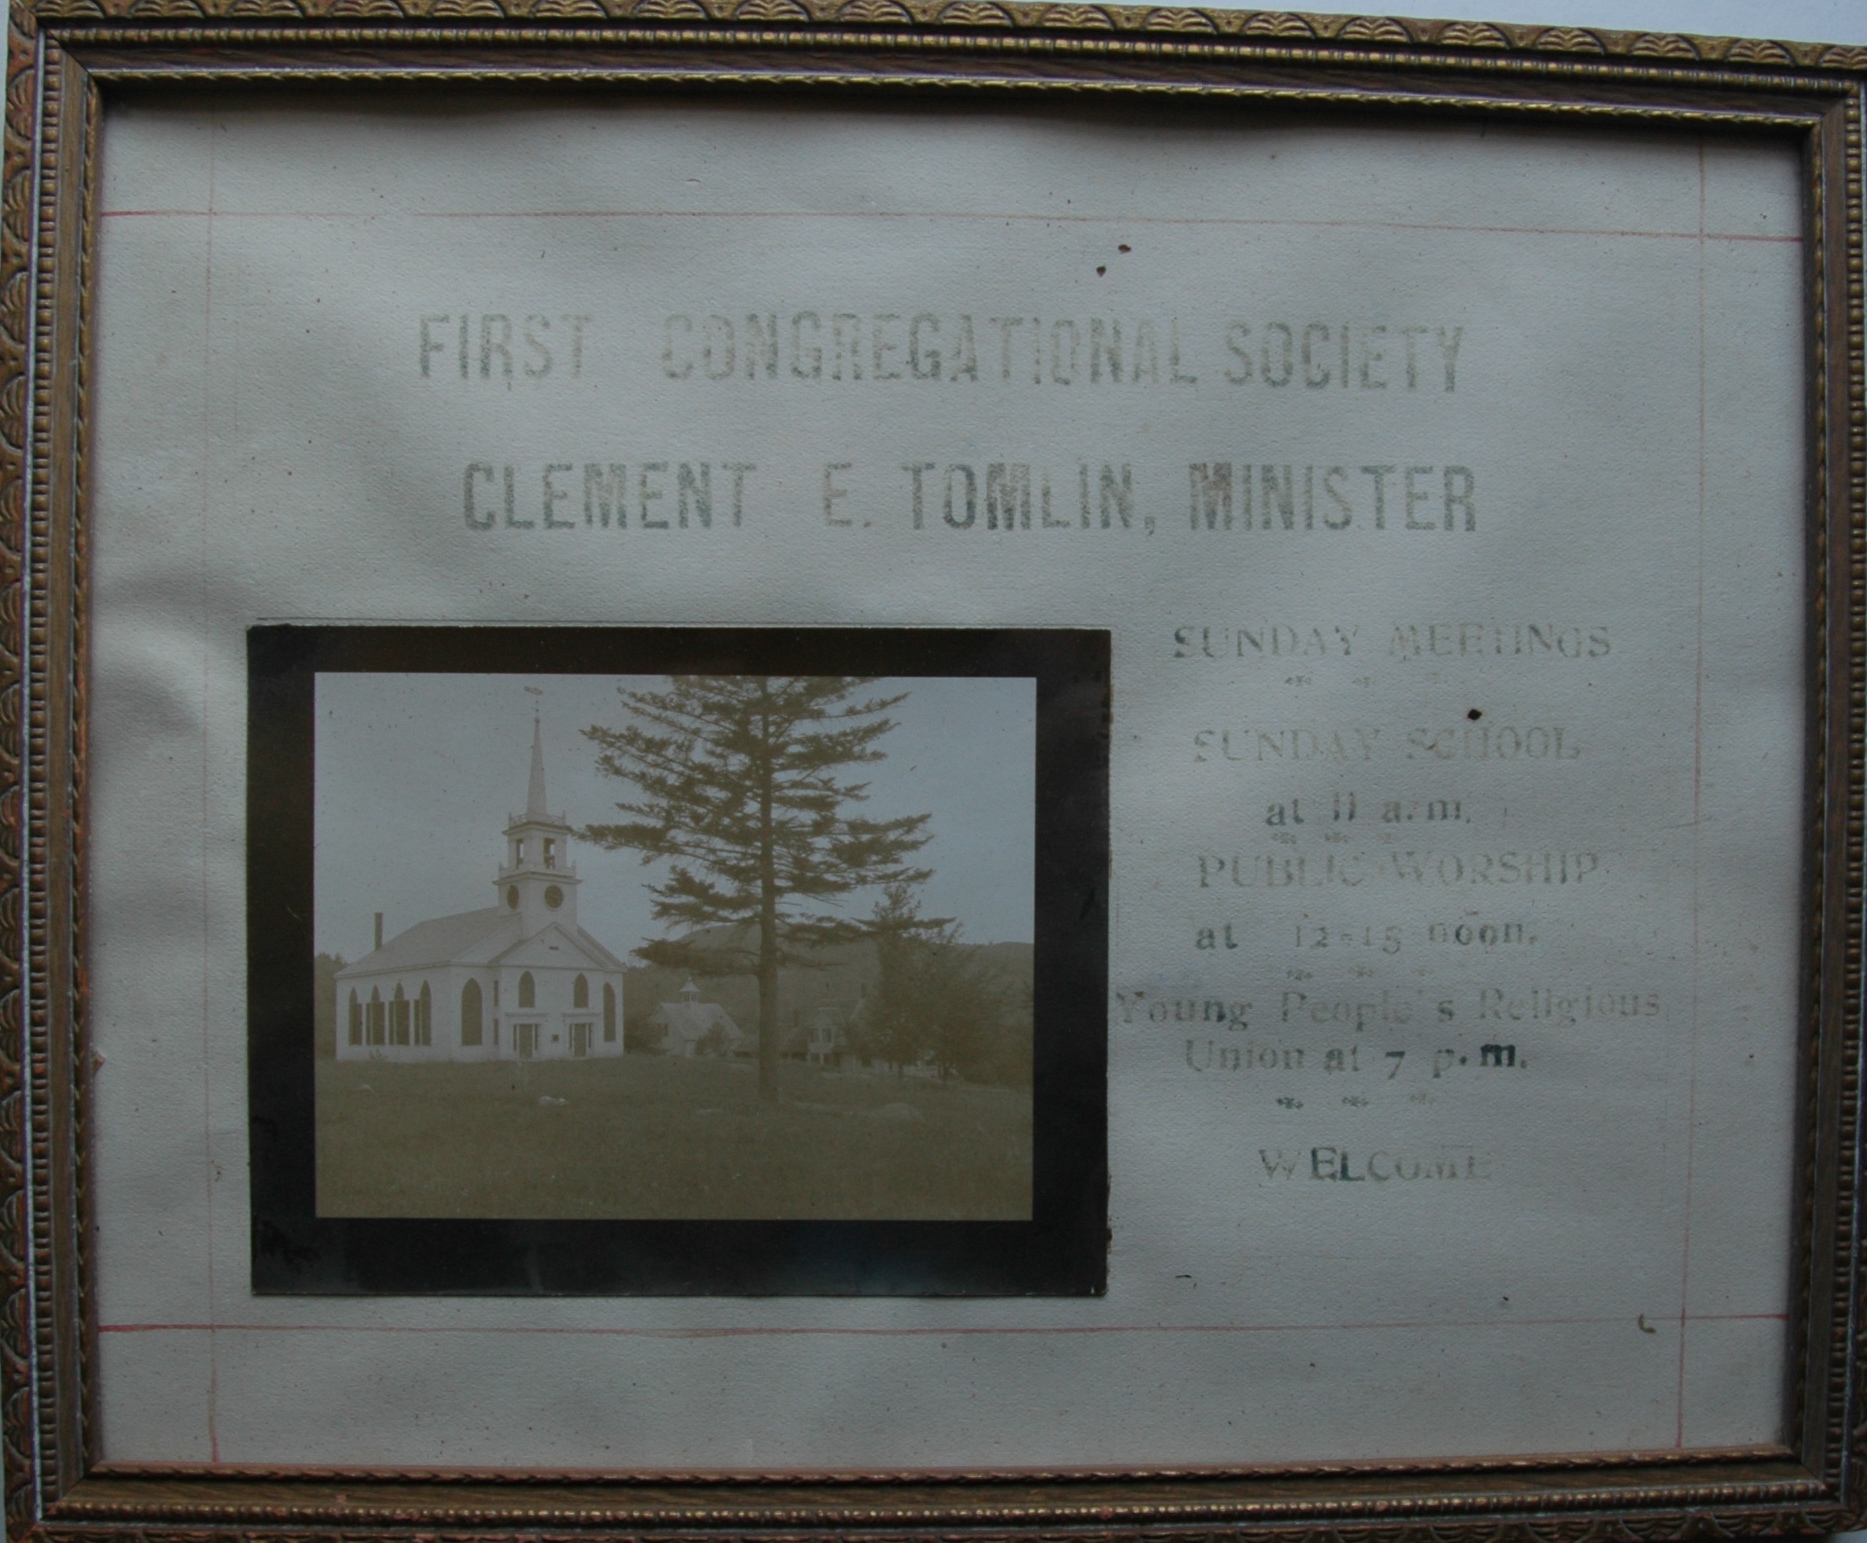 FIRST CONGREGATIONAL SOCIETY
CLEMENT E. TOMLIN, MINISTER
SUNDAY MEETINGS
SUNDAY SCHOOL
at 11 a.m.
PUBLIC WORSHIP
at 12-15 noon.
Young People's Religious
Union at 7 p.m.
WELCOME